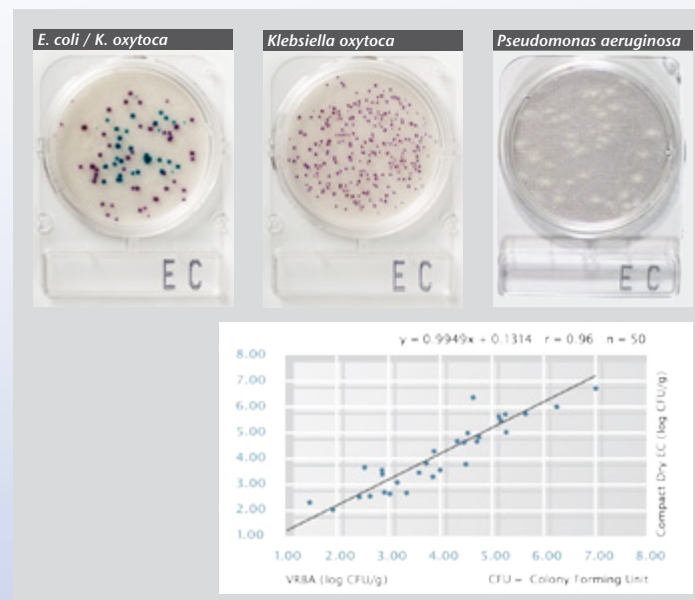 E. coli / K. oxytoca
Klebsiella oxytoca
Pseudomonas aeruginosa
E C
E C
E C
y = 0.9949x + 0.1314 r = 0.96 n = 50
8.00
7.00
6.00
5.00
4.00
3.00
2.00
1.00
Compact Dry EC (log CFU/g)
1.00 2.00 3.00 4.00 5.00 6.00 7.00 8.00
VRBA (log CFU/g) CFU = Colony Forming Unit